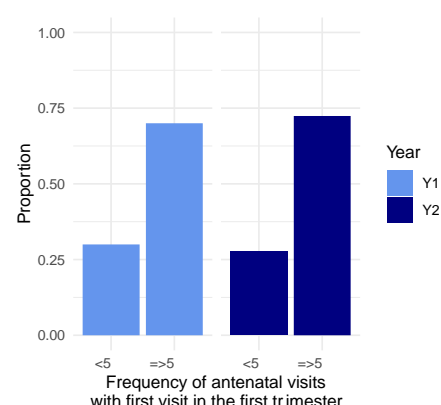 1.00
0.75
0.50
0.25
0.00
Proportion
<5 =>5 <5 =>5
Frequency of antenatal visits
with first visit in the first trimester
Year
Y1
Y2